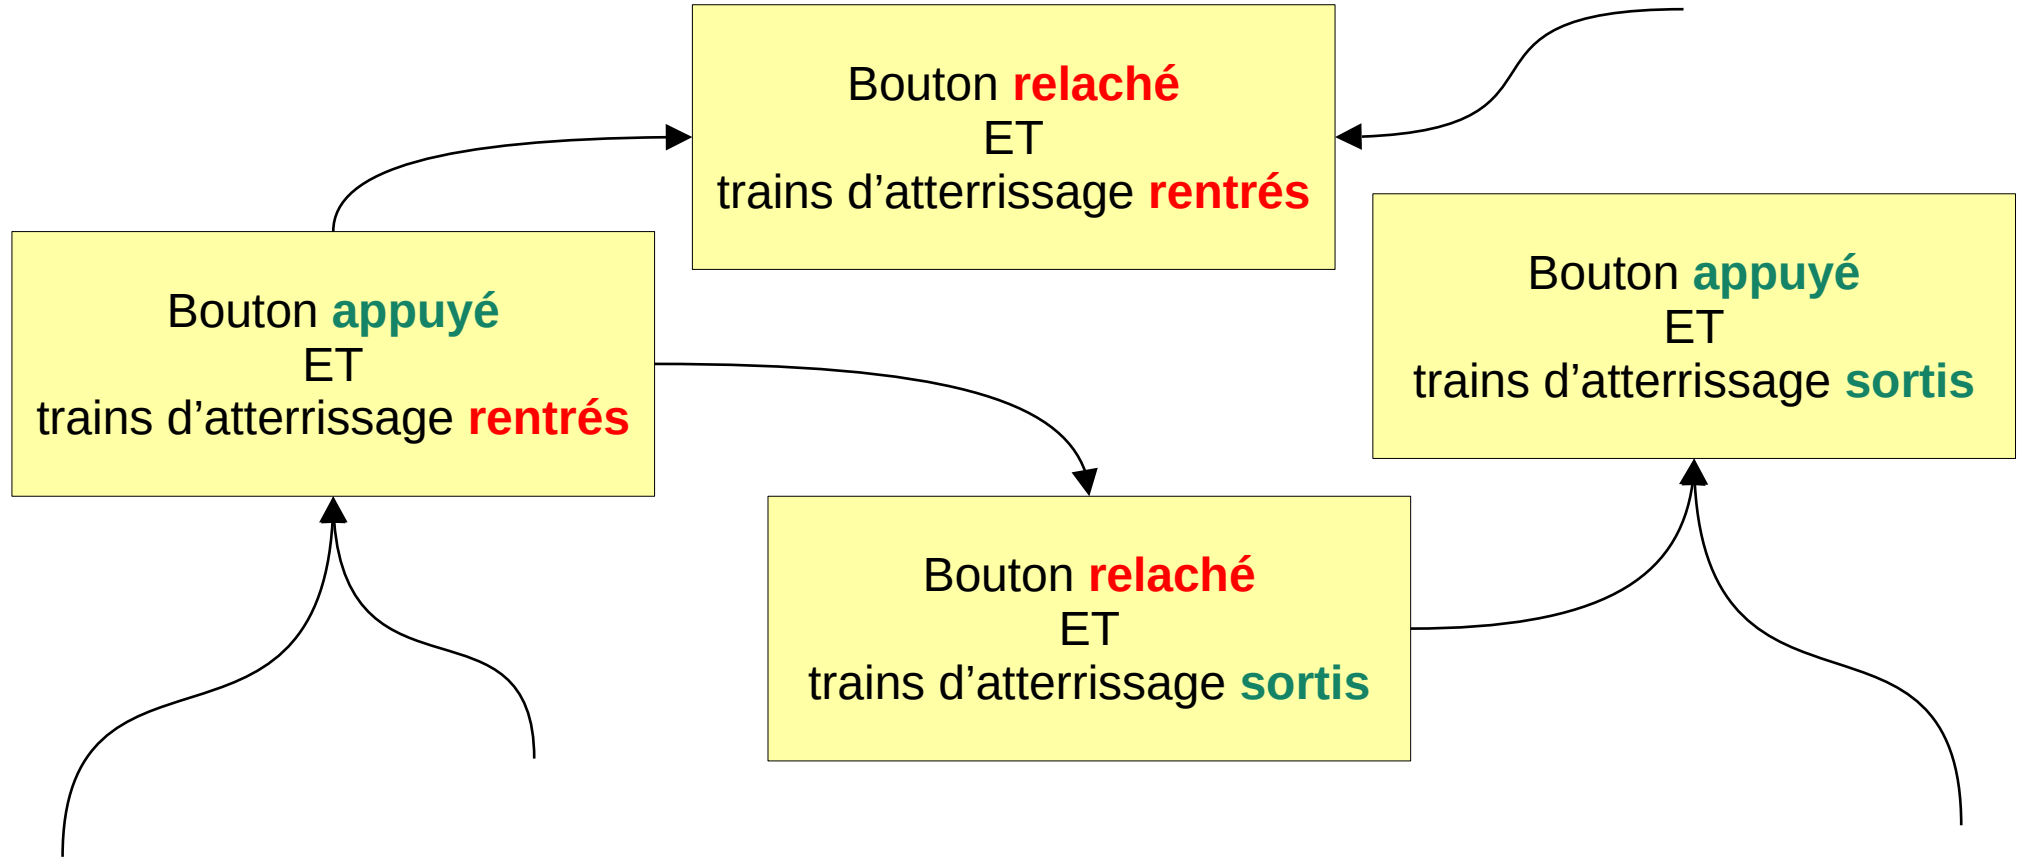 Bouton relaché
ET
trains d’atterrissage rentrés
Bouton appuyé
ET
trains d’atterrissage rentrés
Bouton appuyé
ET
trains d’atterrissage sortis
Bouton relaché
ET
trains d’atterrissage sortis